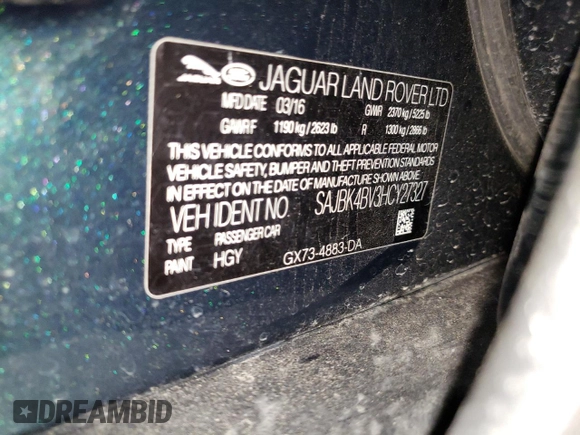 JAGUAR LAND ROVER LTD
MFD DATE 03/16 GVWR 2370 kg / 5225 lb
GAWR F 1190 kg / 2623 lb R 1300 kg / 2866 lb
THIS VEHICLE CONFORMS TO ALL APPLICABLE FEDERAL MOTOR
VEHICLE SAFETY, BUMPER AND THEFT PREVENTION STANDARDS
IN EFFECT ON THE DATE OF MANUFACTURE SHOWN ABOVE
VEH IDENT NO. SAJBK4BV3HCY27327
TYPE PASSENGER CAR
PAINT HGY GX73-4883-DA
DREAMBID